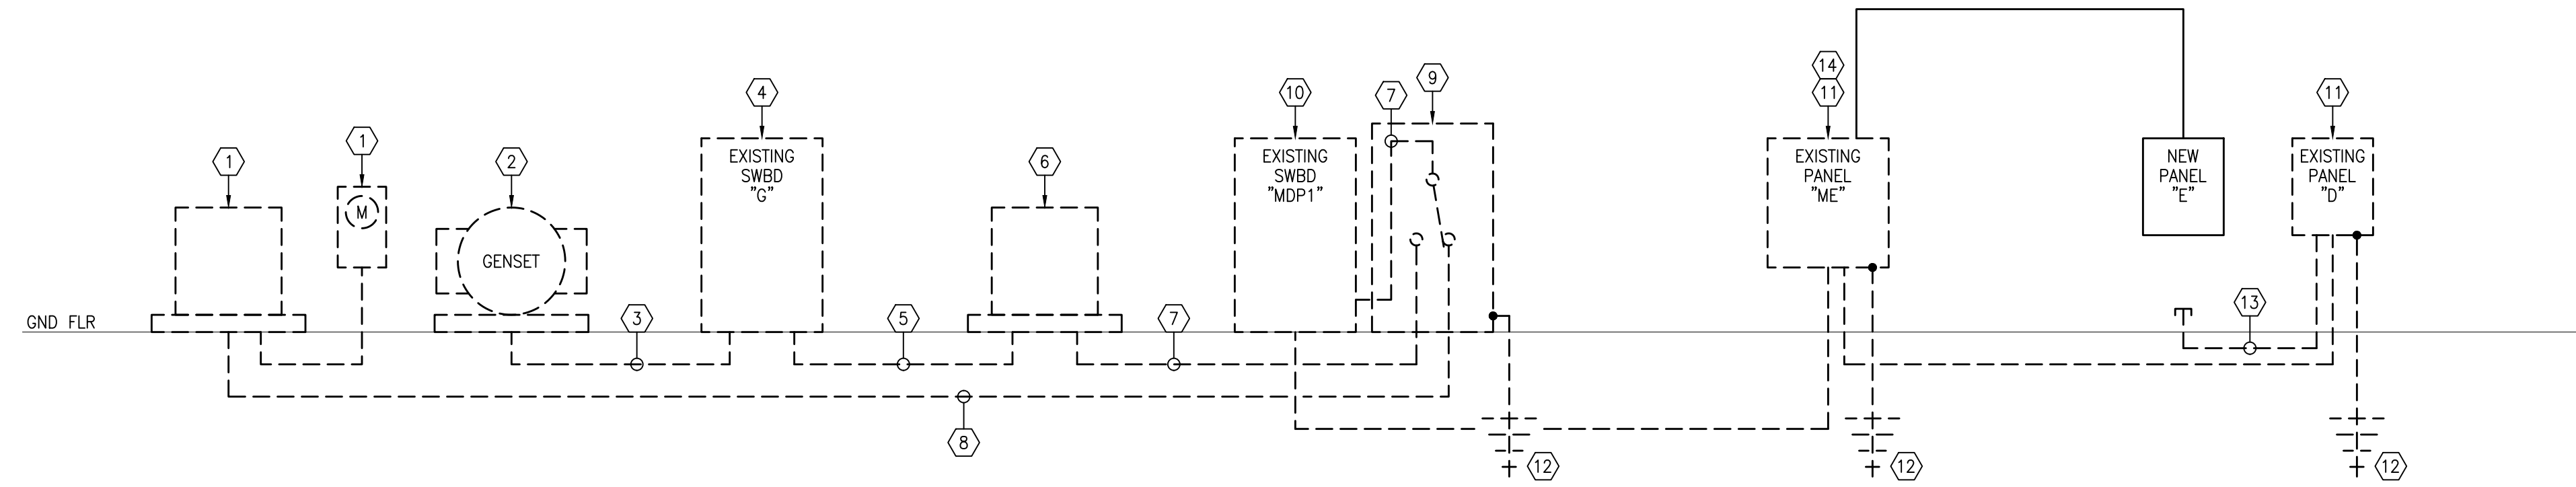 14
9
4
10
7
11
11
1
1
2
6
EXISTING
SWBD
"G"
EXISTING
SWBD
"MDP1"
EXISTING
PANEL
"ME"
NEW
PANEL
"E"
EXISTING
PANEL
"D"
M
GENSET
GND FLR
3
5
7
13
8
12
12
12